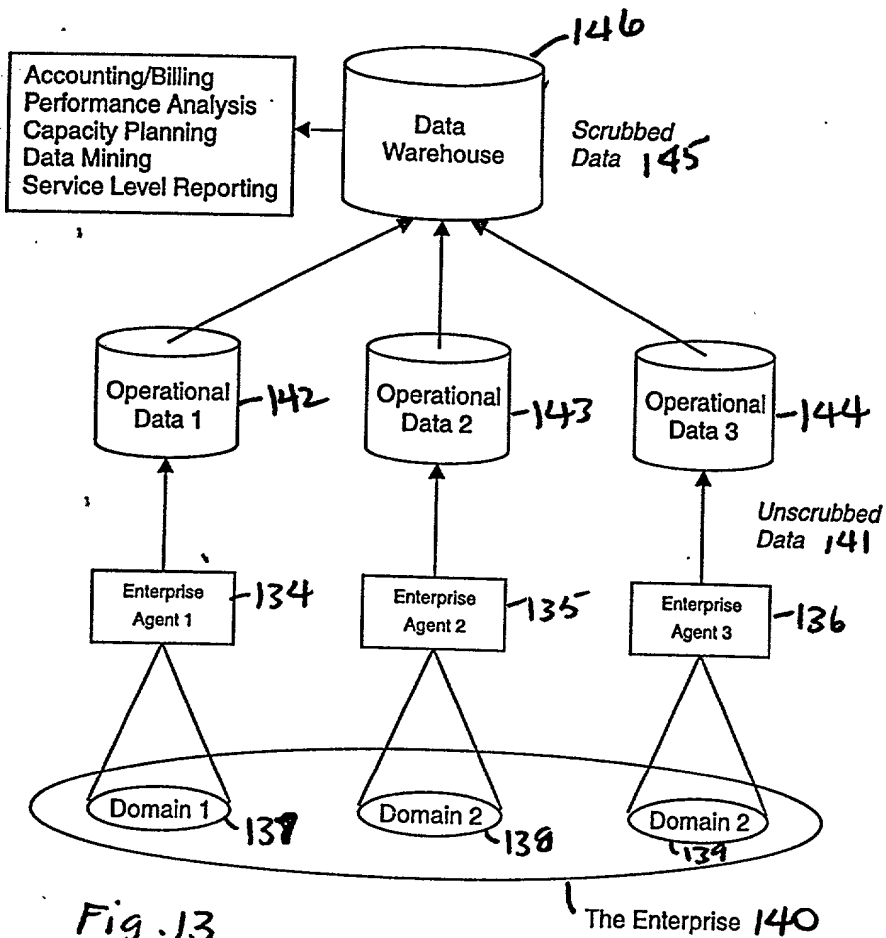 146
Accounting/Billing
Performance Analysis
Capacity Planning
Data Mining
Service Level Reporting
Data
Warehouse
Scrubbed
Data 145
Operational
Data 1
142
Operational
Data 2
143
Operational
Data 3
144
Unscrubbed
Data 141
Enterprise
Agent 1
134
Enterprise
Agent 2
135
Enterprise
Agent 3
136
Domain 1
137
Domain 2
138
Domain 2
139
Fig. 13
The Enterprise 140